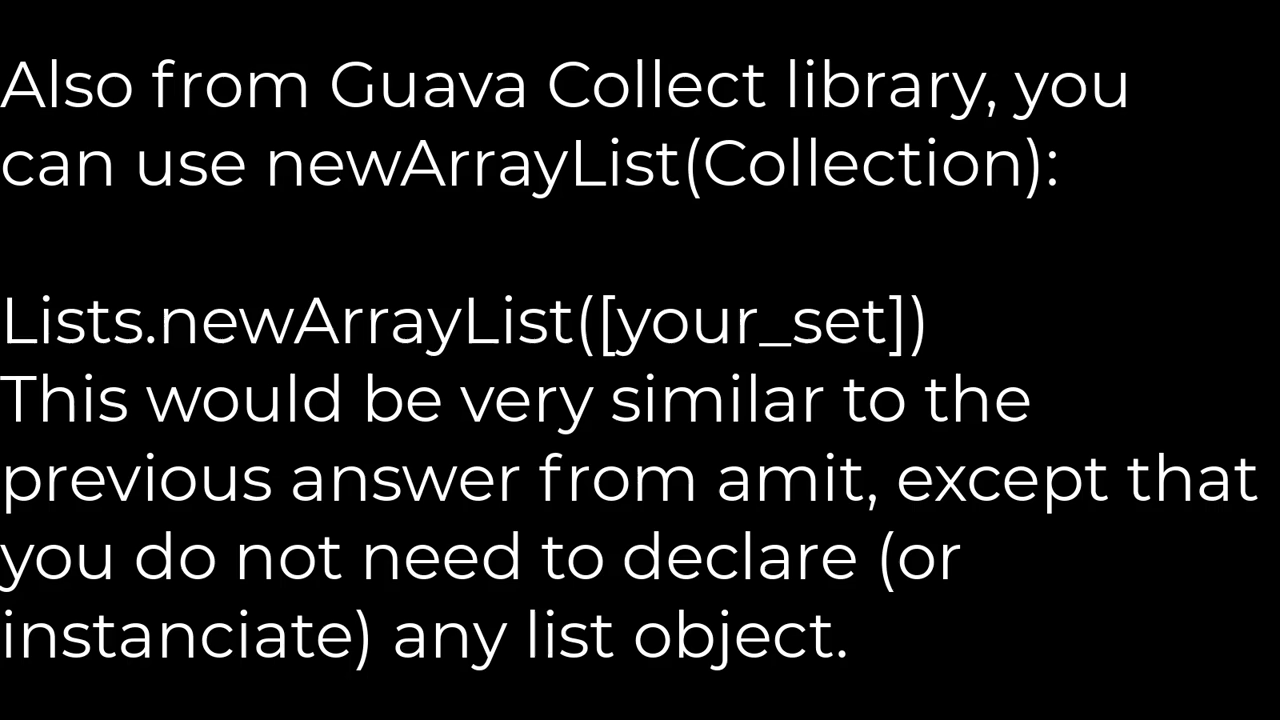 Also from Guava Collect library, you
can use newArrayList(Collection):
Lists.newArrayList([your_set])
This would be very similar to the
previous answer from amit, except that
you do not need to declare (or
instanciate) any list object.